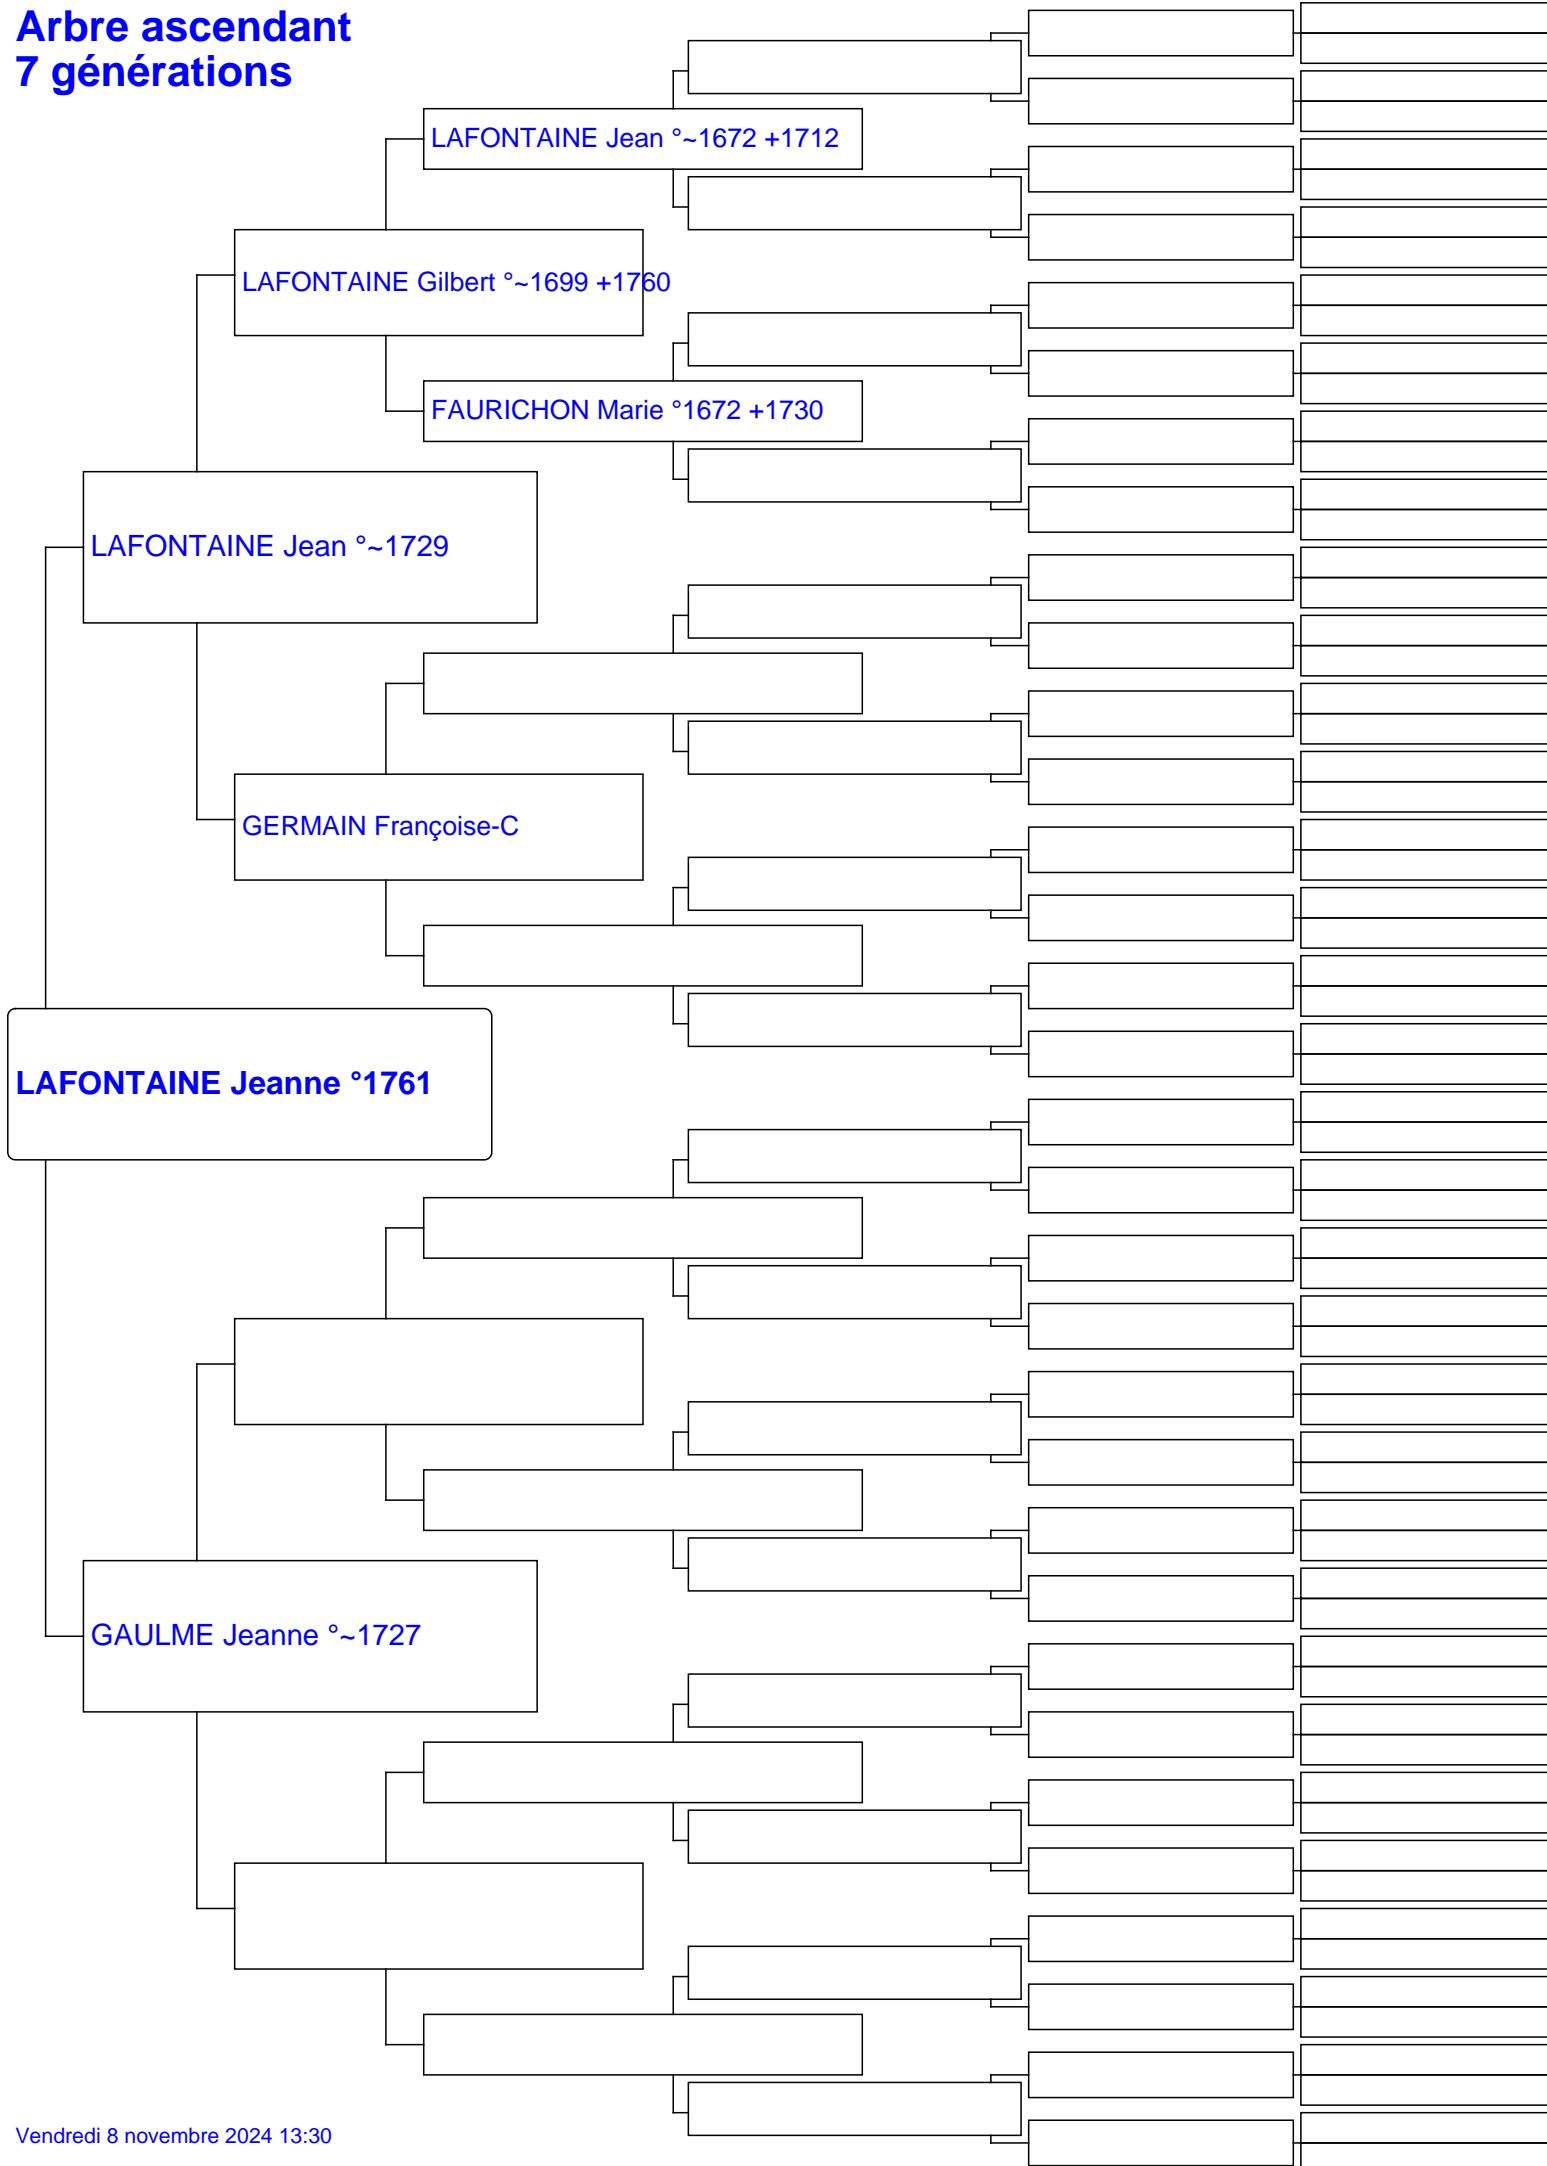 Arbre ascendant
7 générations
LAFONTAINE Jean °~1672 +1712
LAFONTAINE Gilbert °~1699 +1760
FAURICHON Marie °1672 +1730
LAFONTAINE Jean °~1729
GERMAIN Françoise-C
LAFONTAINE Jeanne °1761
GAULME Jeanne °~1727
Vendredi 8 novembre 2024 13:30